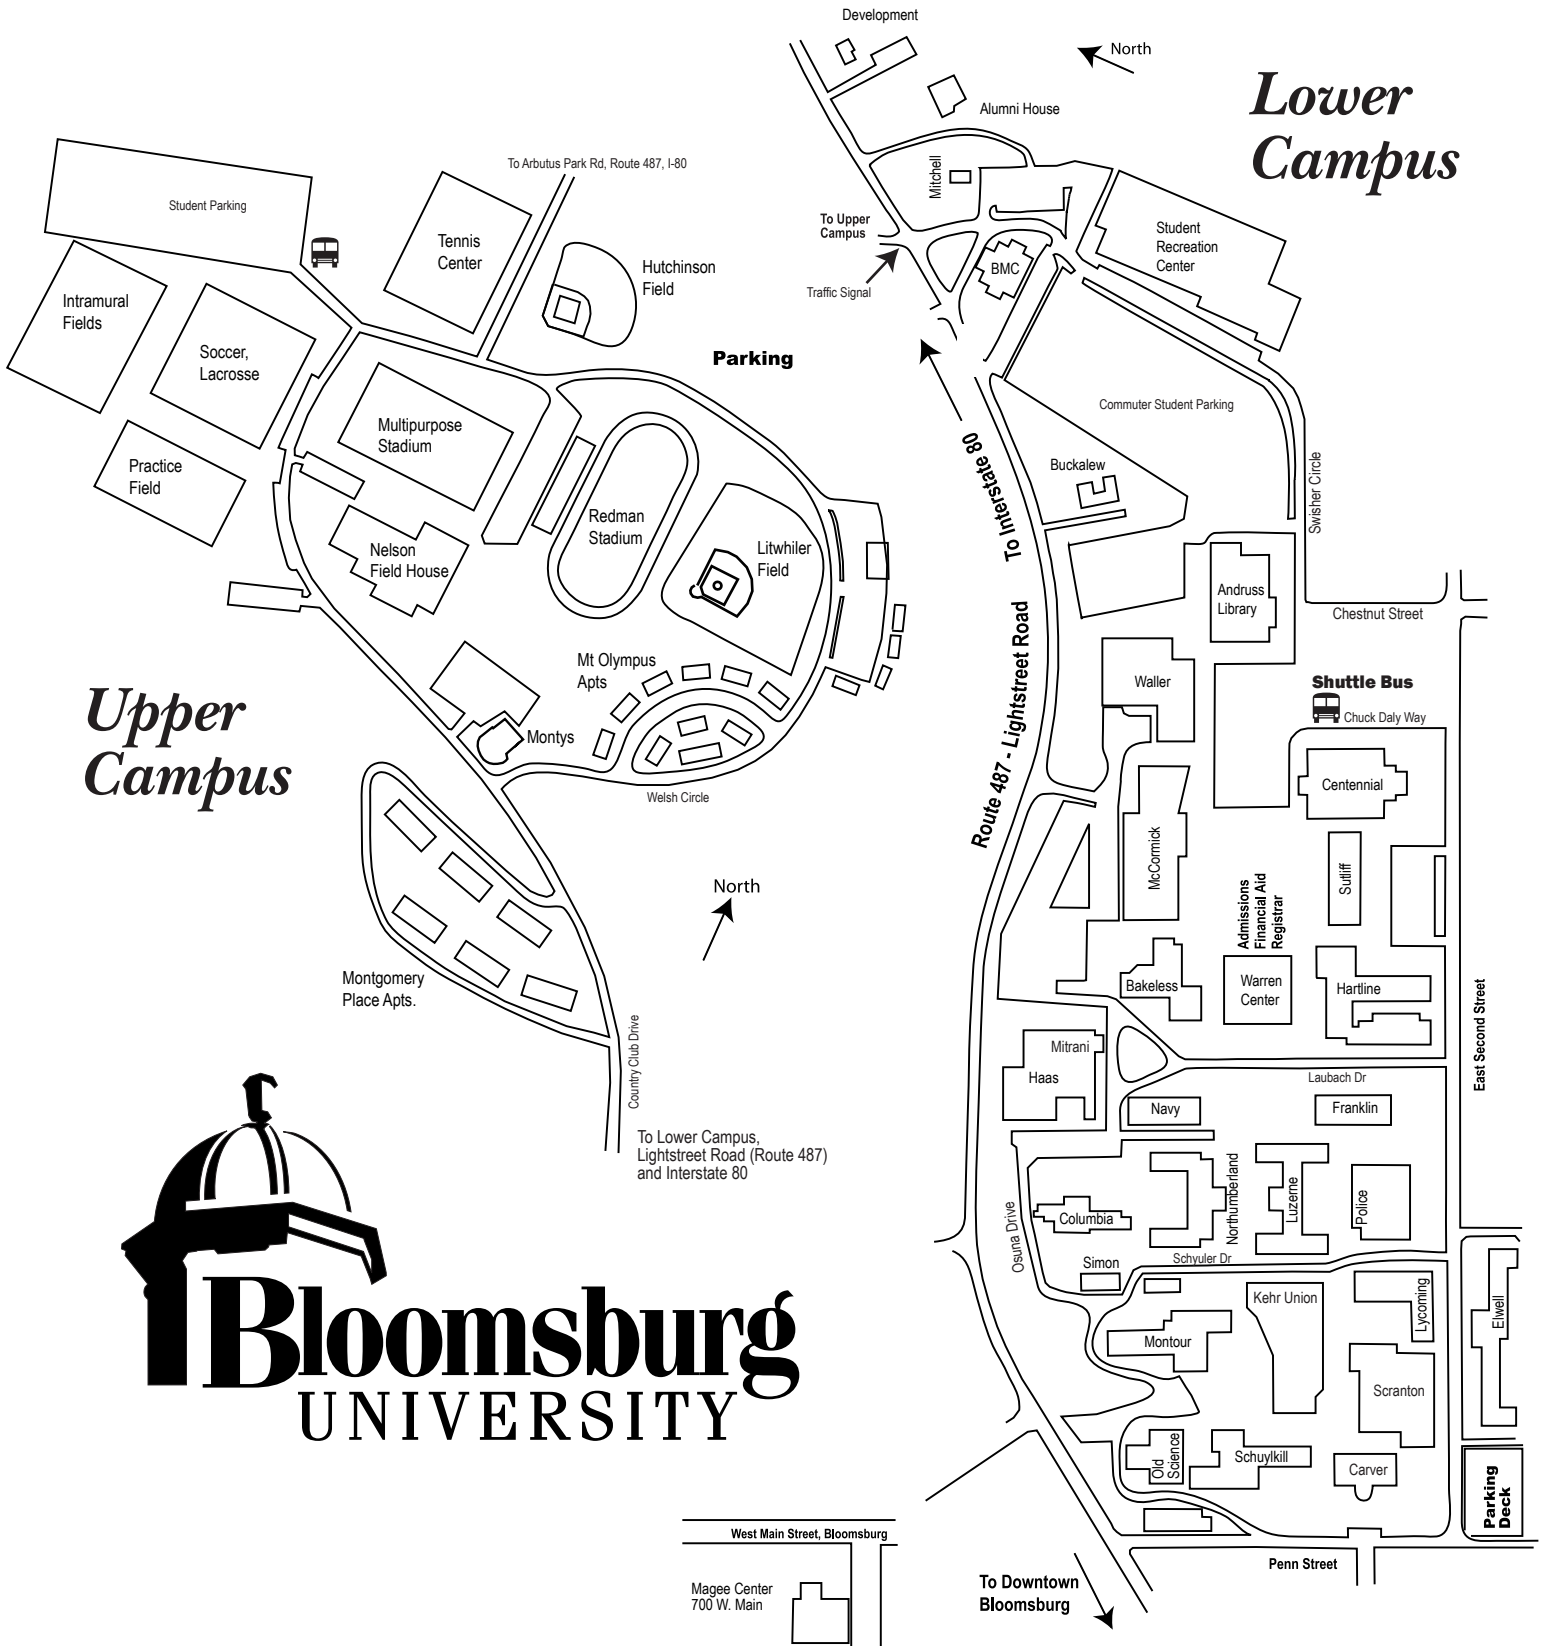 Development
North
Lower
Campus
Alumni House
Mitchell
To Upper
Campus
Traffic Signal
BMC
Student
Recreation
Center
To Arbutus Park Rd, Route 487, I-80
Student Parking
Tennis
Center
Hutchinson
Field
Intramural
Fields
Soccer,
Lacrosse
Parking
Multipurpose
Stadium
Practice
Field
Nelson
Field House
Redman
Stadium
Litwhiler
Field
Mt Olympus
Apts
Montys
Welsh Circle
Upper
Campus
North
Montgomery
Place Apts.
Country Club Drive
To Lower Campus,
Lightstreet Road (Route 487)
and Interstate 80
Commuter Student Parking
To Interstate 80
Buckalew
Swisher Circle
Andruss
Library
Chestnut Street
Route 487 - Lightstreet Road
Waller
Shuttle Bus
Chuck Daly Way
Centennial
McCormick
Sutliff
Admissions
Financial Aid
Registrar
Bakeless
Warren
Center
Hartline
East Second Street
Mitrani
Haas
Laubach Dr
Navy
Franklin
Osuna Drive
Columbia
Northumberland
Luzerne
Police
Simon
Schyuler Dr
Kehr Union
Lycoming
Elwell
Montour
Scranton
Old
Science
Schuylkill
Carver
Parking
Deck
Penn Street
To Downtown
Bloomsburg
Bloomsburg
UNIVERSITY
West Main Street, Bloomsburg
Magee Center
700 W. Main